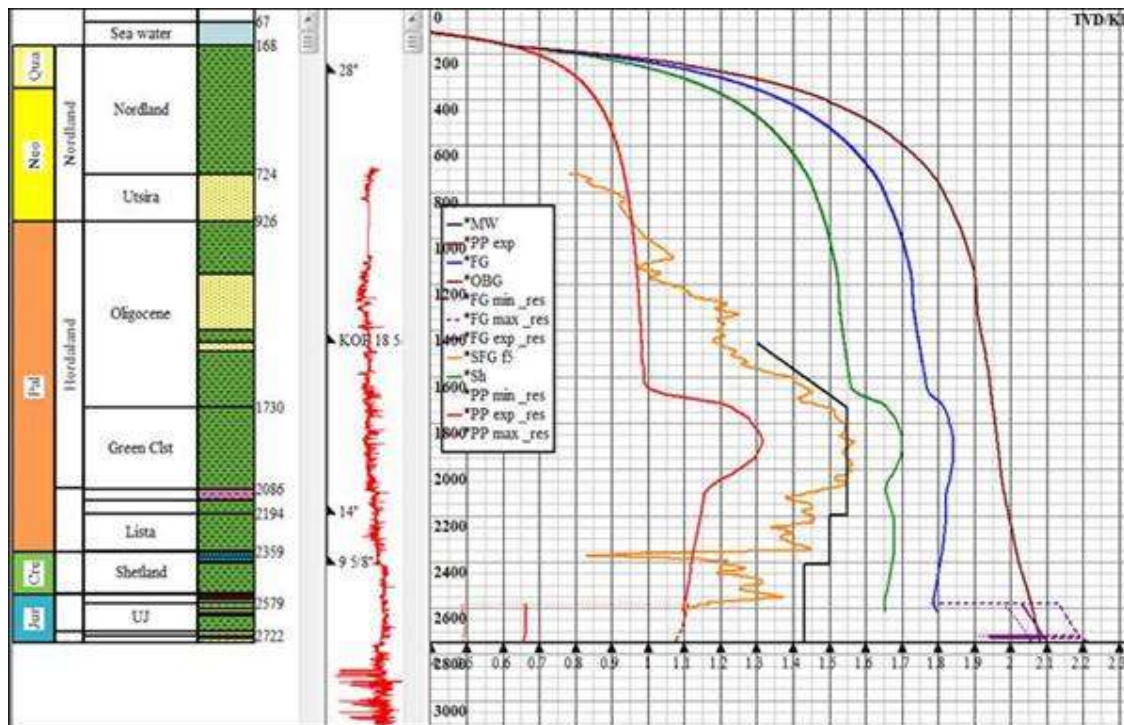 67
Sea water
168
Qua
Nordland
724
Neo
Nordland
Utsira
926
Oligocene
Pal
Hordaland
1730
Green Clst
2086
2194
Lista
2359
Cre
Shetland
2579
Jur
UJ
2722
28"
KOP 18 5
14"
9 5/8"
TVD/
0
200
400
600
800
1000
1200
1400
1600
1800
2000
2200
2400
2600
2800
3000
*MW
*PP exp
*FG
*OBG
*FG min _res
*FG max _res
*FG exp _res
*SFG f5
*Sh
*PP min _res
*PP exp _res
*PP max _res
0.6 0.7 0.8 0.9 1 1.1 1.2 1.3 1.4 1.5 1.6 1.7 1.8 1.9 2 2.1 2.2 2.3